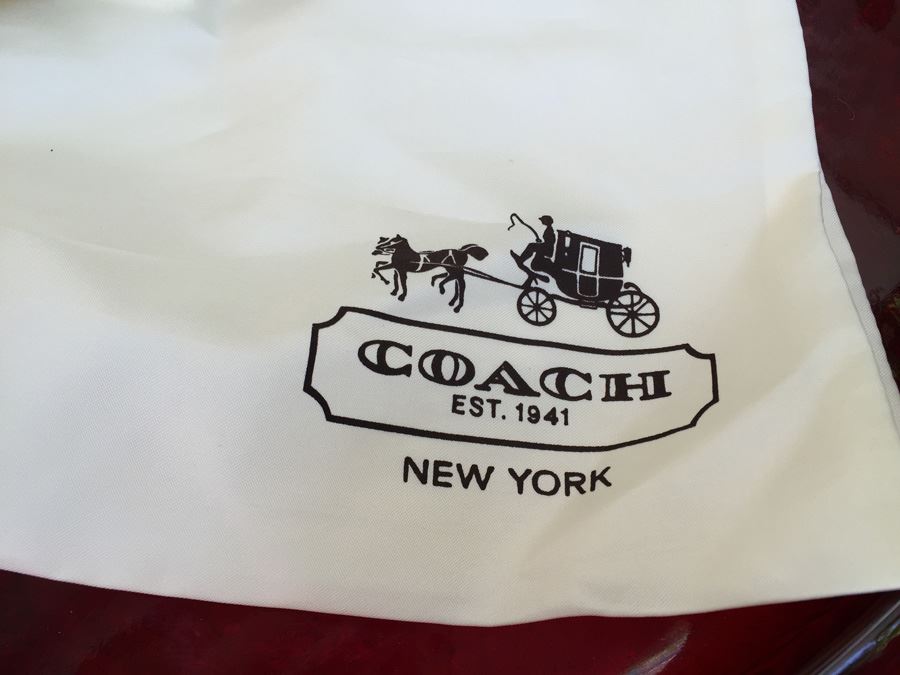 COACH
EST. 1941
NEW YORK